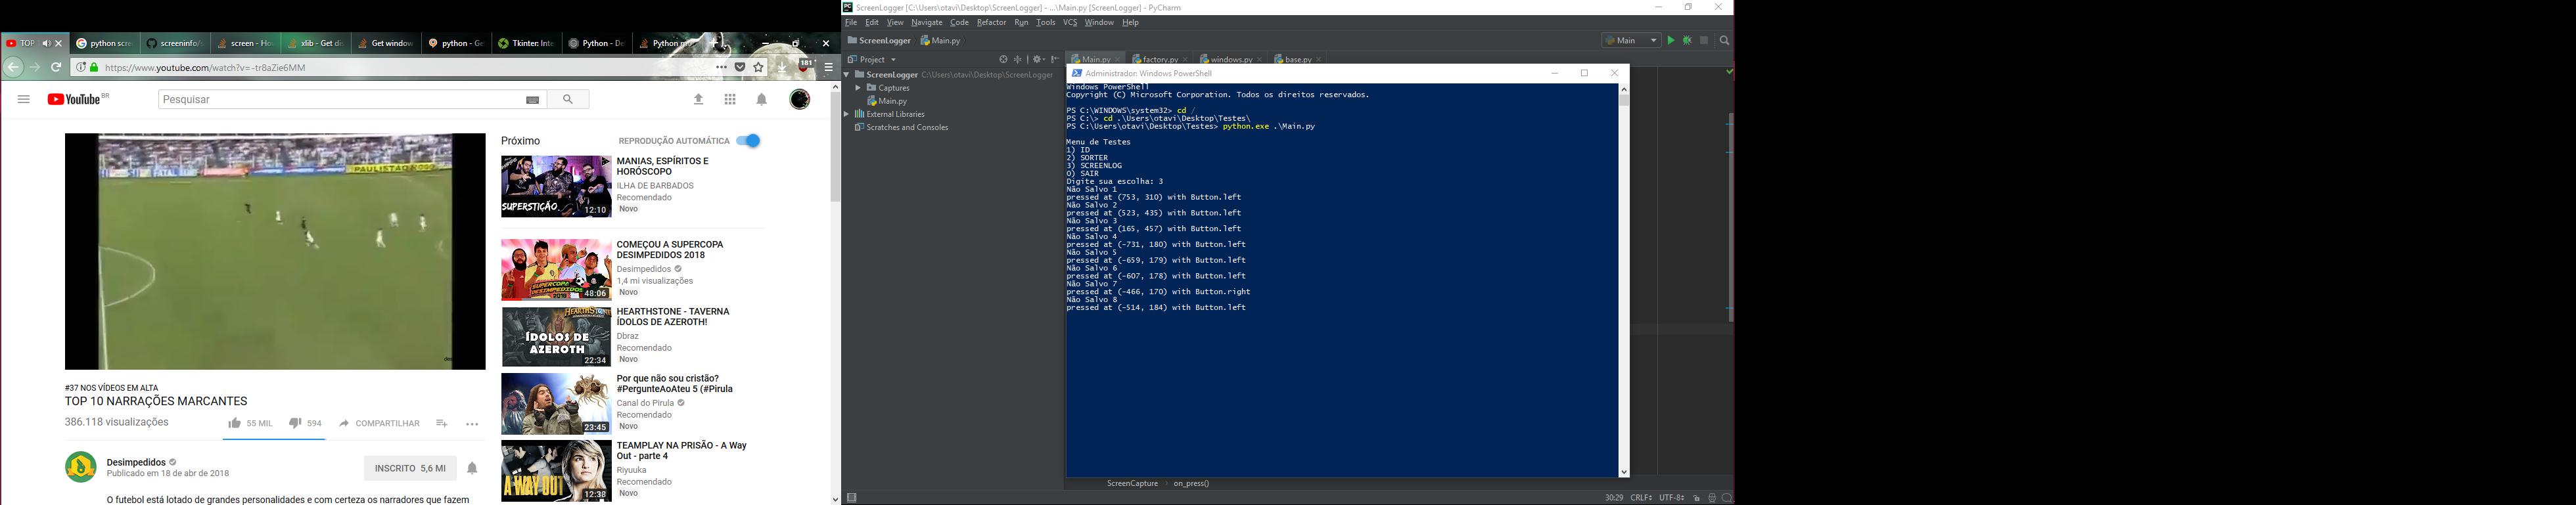 TOP
python scre
screeninfo/s
screen - Ho
xlib - Get di
Get window
python - Ge
Tkinter: Inte
Python - De
Python m
https://www.youtube.com/watch?v=-tr8aZie6MM
181
YouTube BR
Pesquisar
#37 NOS VÍDEOS EM ALTA
TOP 10 NARRAÇÕES MARCANTES
386.118 visualizações
55 MIL
594
COMPARTILHAR
Desimpedidos
Publicado em 18 de abr de 2018
INSCRITO 5,6 MI
O futebol está lotado de grandes personalidades e com certeza os narradores que fazem
PAULISTÃO
Próximo
REPRODUÇÃO AUTOMÁTICA
SUPERSTIÇÃO
12:10
MANIAS, ESPÍRITOS E
HORÓSCOPO
ILHA DE BARBADOS
Recomendado
Novo
SUPERCOPA
DESIMPEDIDOS
48:06
COMEÇOU A SUPERCOPA
DESIMPEDIDOS 2018
Desimpedidos
1,4 mi visualizações
Novo
HEARTHSTONE
ÍDOLOS DE
AZEROTH
22:34
HEARTHSTONE - TAVERNA
ÍDOLOS DE AZEROTH!
Dbraz
Recomendado
Novo
23:45
Por que não sou cristão?
#PergunteAoAteu 5 (#Pirula
Canal do Pirula
Recomendado
Novo
A WAY OUT
12:38
TEAMPLAY NA PRISÃO - A Way
Out - parte 4
Riyuuka
Recomendado
Novo
ScreenLogger [C:\Users\otavi\Desktop\ScreenLogger] - ...\Main.py [ScreenLogger] - PyCharm
File Edit View Navigate Code Refactor Run Tools VCS Window Help
ScreenLogger Main.py
Main
Project
Main.py
factory.py
windows.py
base.py
ScreenLogger C:\Users\otavi\Desktop\ScreenLogger
Captures
Main.py
External Libraries
Scratches and Consoles
Administrador: Windows PowerShell
Windows PowerShell
Copyright (C) Microsoft Corporation. Todos os direitos reservados.
PS C:\WINDOWS\system32> cd /
PS C:\> cd .\Users\otavi\Desktop\Testes\
PS C:\Users\otavi\Desktop\Testes> python.exe .\Main.py
Menu de Testes
1) ID
2) SORTER
3) SCREENLOG
0) SAIR
Digite sua escolha: 3
Não Salvo 1
pressed at (753, 310) with Button.left
Não Salvo 2
pressed at (523, 435) with Button.left
Não Salvo 3
pressed at (165, 457) with Button.left
Não Salvo 4
pressed at (-731, 180) with Button.left
Não Salvo 5
pressed at (-659, 179) with Button.left
Não Salvo 6
pressed at (-607, 178) with Button.left
Não Salvo 7
pressed at (-466, 170) with Button.right
Não Salvo 8
pressed at (-514, 184) with Button.left
ScreenCapture
on_press()
30:29 CRLF UTF-8